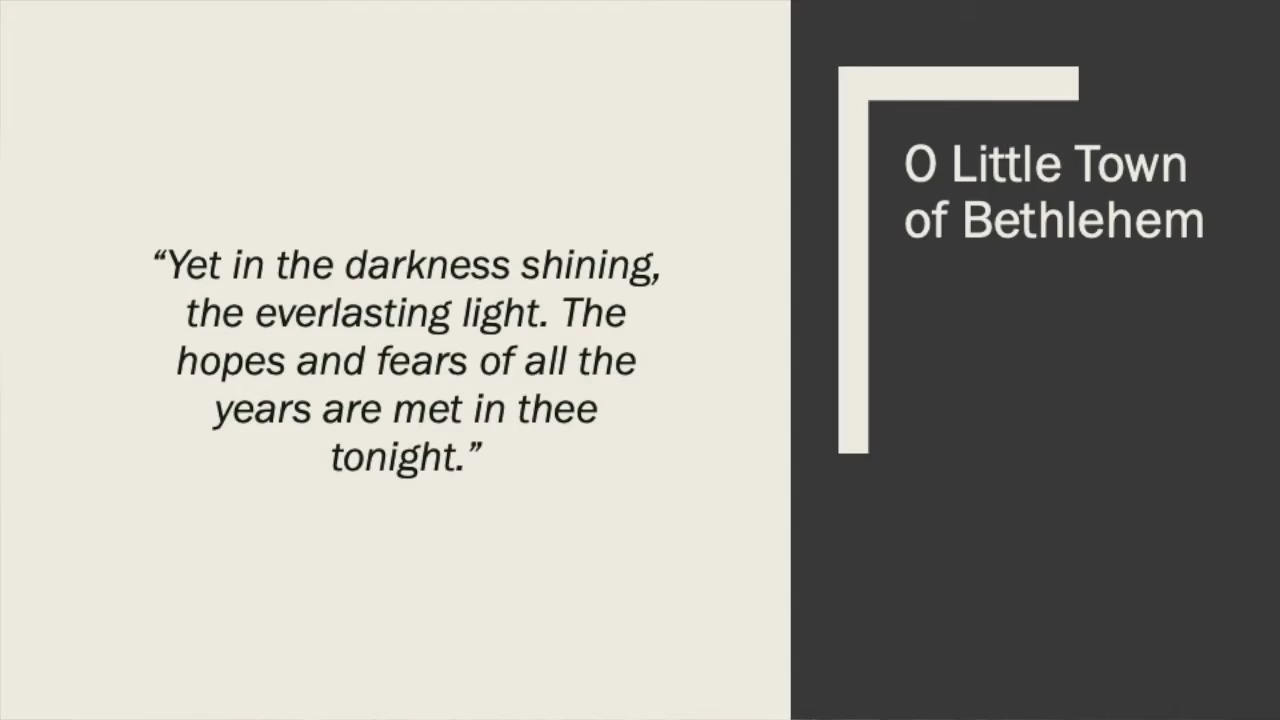 “Yet in the darkness shining,
the everlasting light. The
hopes and fears of all the
years are met in thee
tonight.”
O Little Town
of Bethlehem